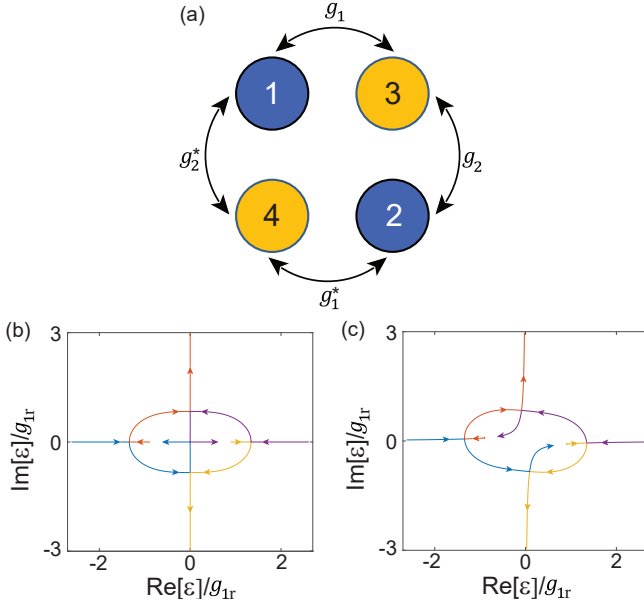 (a)
g₁
1
3
g₂*
g₂
4
2
g₁*
(b)
(c)
3
3
Im[ε]/g₁ᵣ
0
Im[ε]/g₁ᵣ
0
-3
-3
-2
0
2
-2
0
2
Re[ε]/g₁ᵣ
Re[ε]/g₁ᵣ